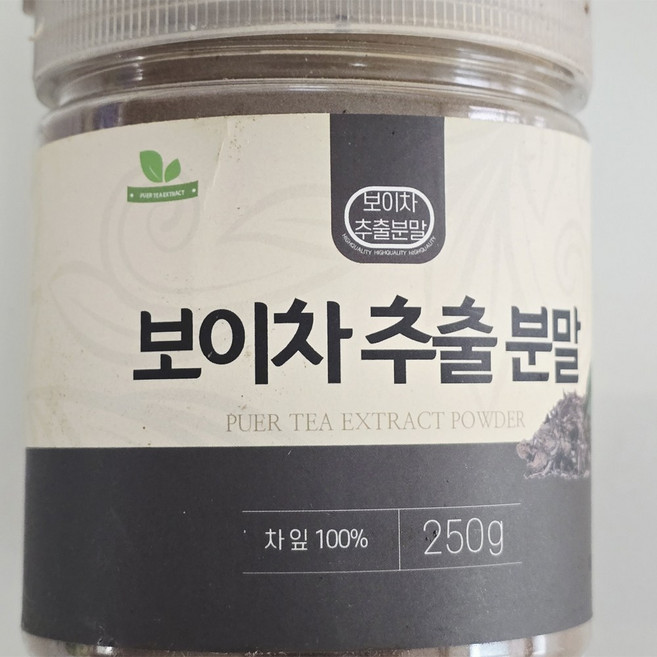 PUER TEA EXTRACT
보이차
추출분말
HIGHQUALITY HIGHQUALITY HIGHQUALITY
보이차 추출 분말
PUER TEA EXTRACT POWDER
차 잎 100%
250g